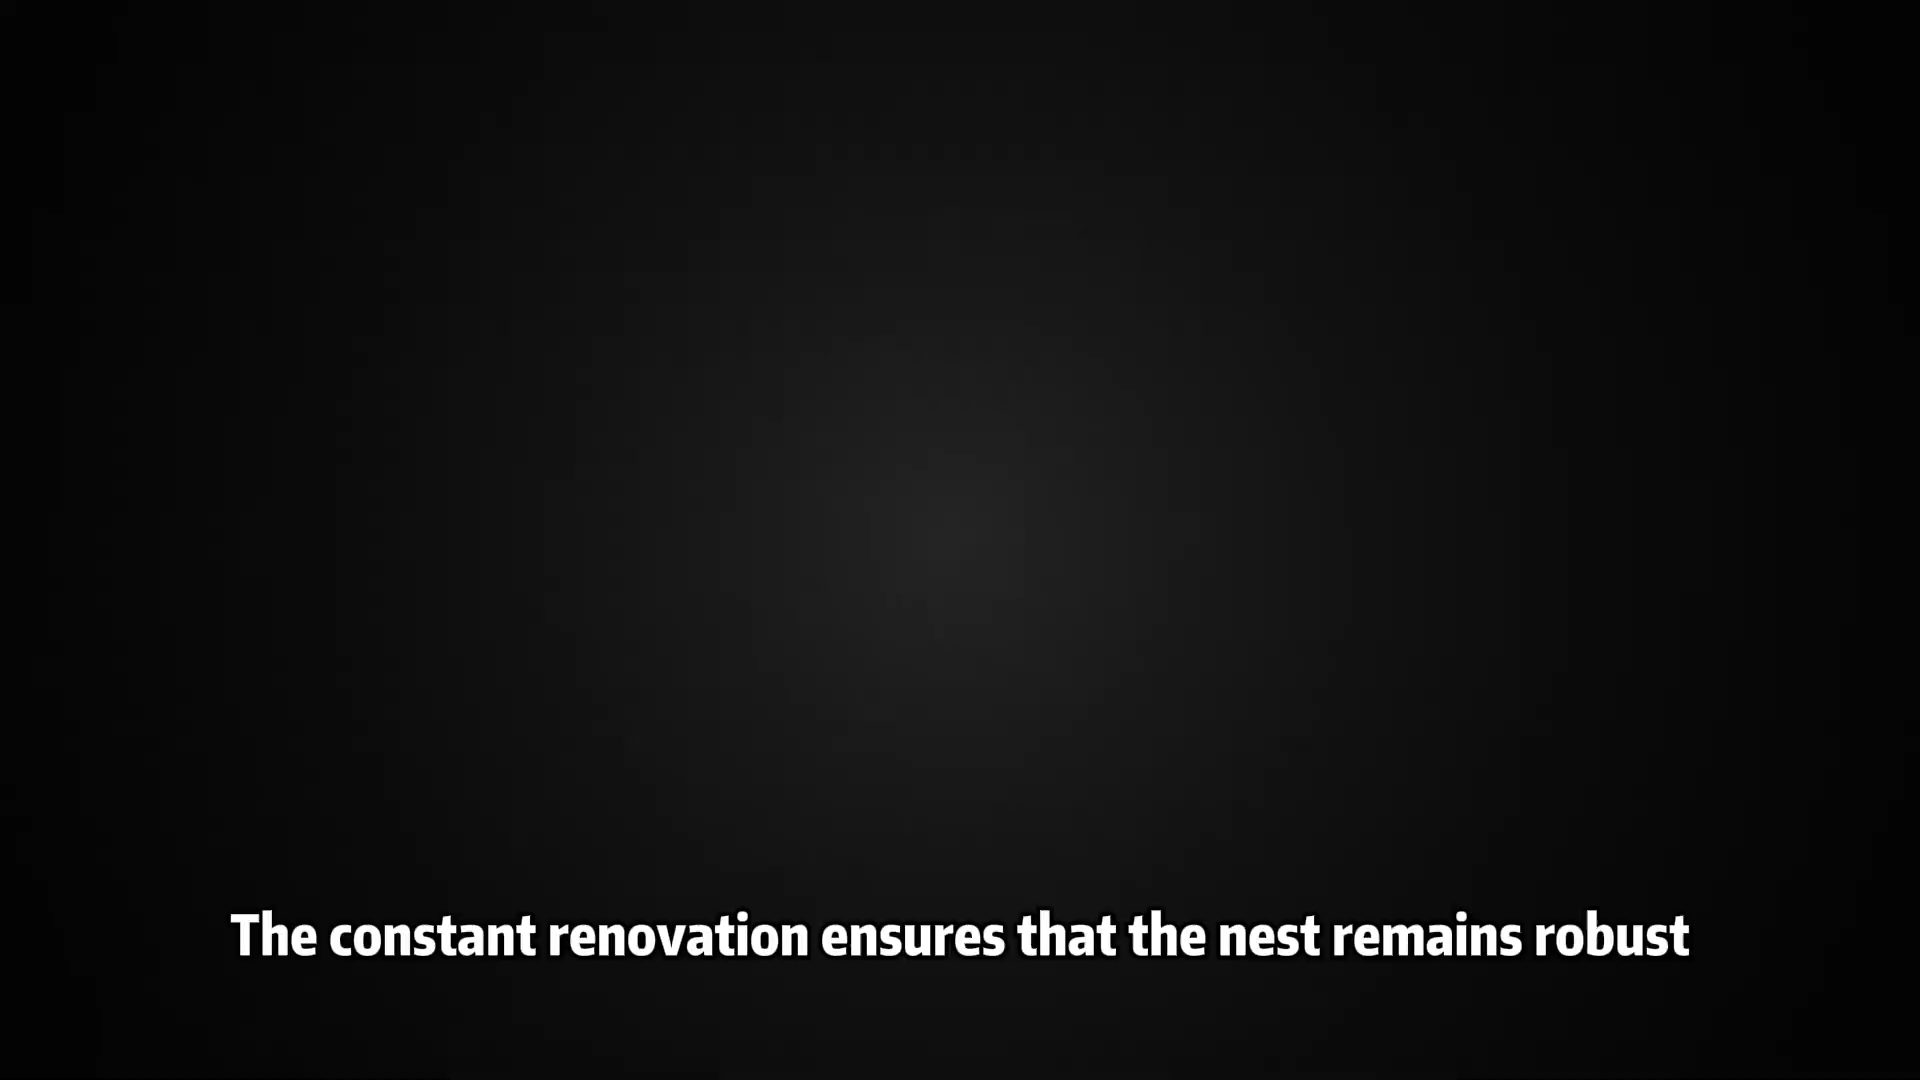 The constant renovation ensures that the nest remains robust